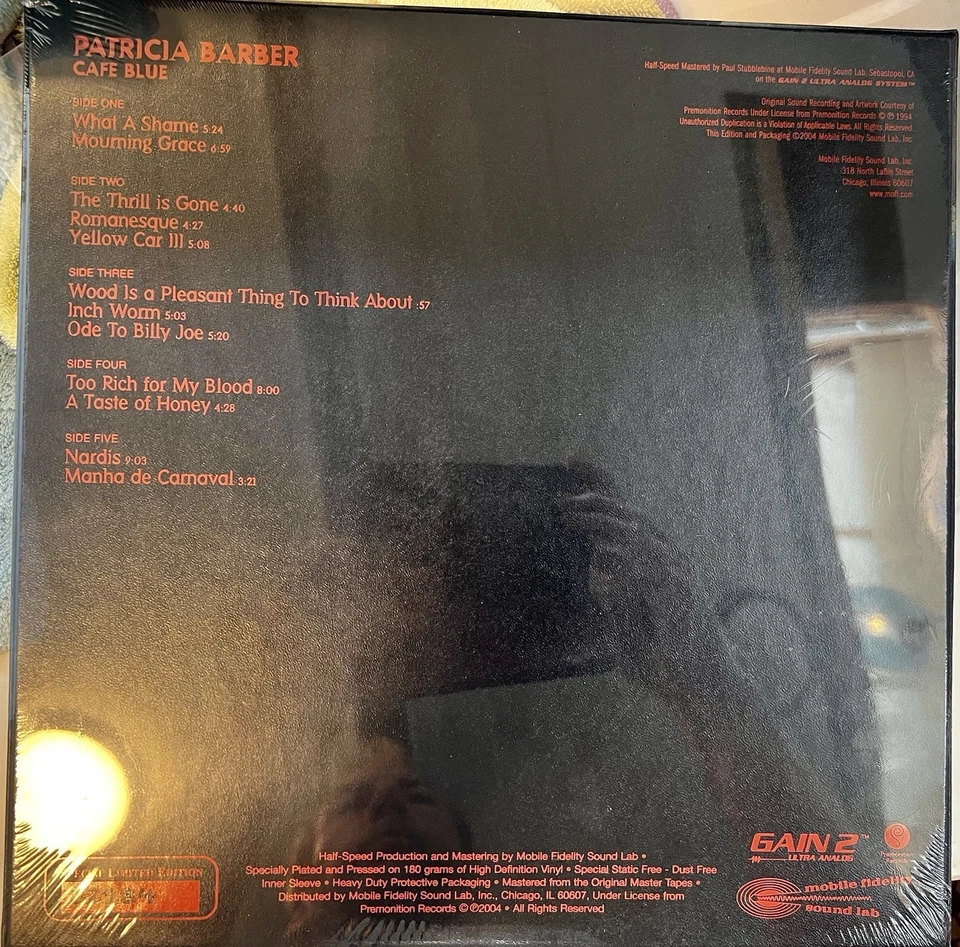 PATRICIA BARBER
CAFE BLUE
SIDE ONE
What A Shame 5:24
Mourning Grace 6:59
SIDE TWO
The Thrill is Gone 4:40
Romanesque 4:27
Yellow Car III 5:08
SIDE THREE
Wood Is a Pleasant Thing To Think About :57
Inch Worm 5:03
Ode To Billy Joe 5:20
SIDE FOUR
Too Rich for My Blood 8:00
A Taste of Honey 4:28
SIDE FIVE
Nardis 9:03
Manha de Carnaval 3:21
Half-Speed Mastered by Paul Stubblebine at Mobile Fidelity Sound Lab, Sebastopol, CA
on the GAIN 2 ULTRA ANALOG SYSTEM™
Original Sound Recording and Artwork Courtesy of
Premonition Records Under License from Premonition Records © ℗ 1994
Unauthorized Duplication is a Violation of Applicable Laws. All Rights Reserved.
This Edition and Packaging ©2004 Mobile Fidelity Sound Lab, Inc
Mobile Fidelity Sound Lab, Inc.
318 North Laflin Street
Chicago, Illinois 60607
www.mofi.com
GAIN 2™
ULTRA ANALOG
Premonition
Records
mobile fidelity
sound lab
Half-Speed Production and Mastering by Mobile Fidelity Sound Lab •
Specially Plated and Pressed on 180 grams of High Definition Vinyl • Special Static Free - Dust Free
Inner Sleeve • Heavy Duty Protective Packaging • Mastered from the Original Master Tapes •
Distributed by Mobile Fidelity Sound Lab, Inc., Chicago, IL 60607, Under License from
Premonition Records ©℗2004 • All Rights Reserved
Special Limited Edition